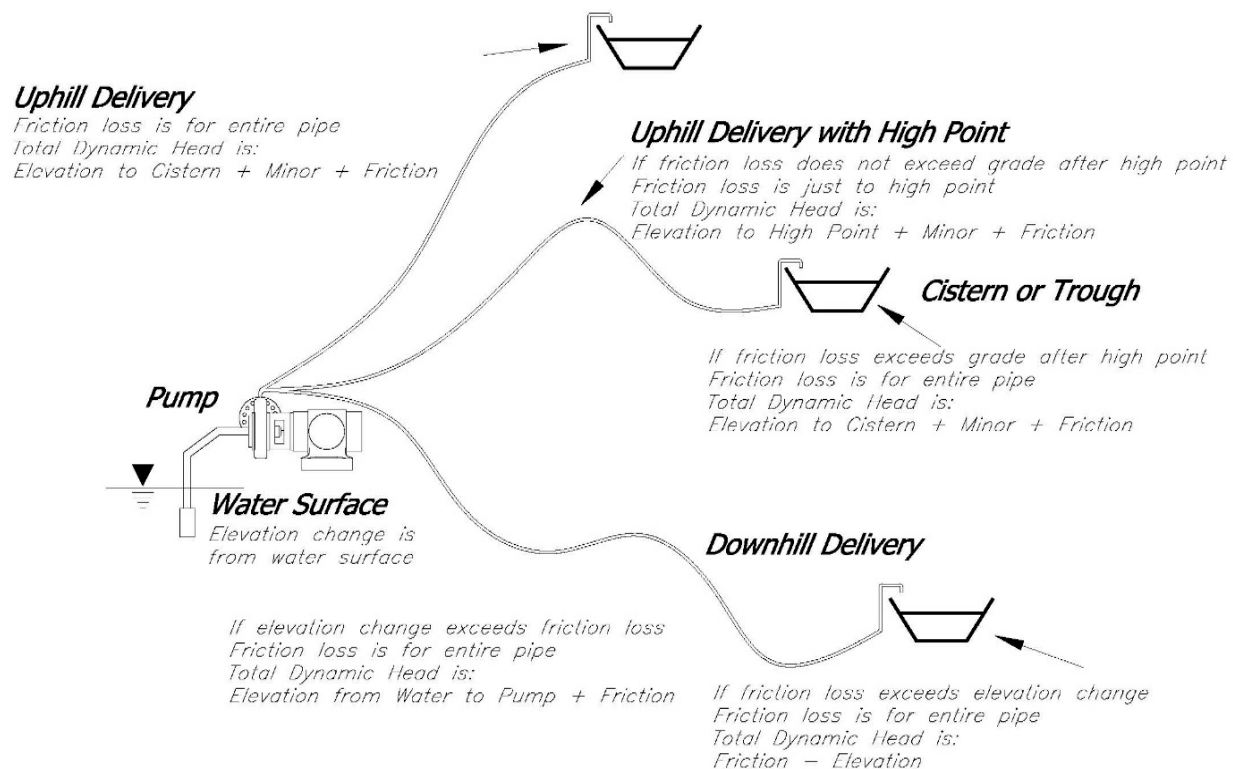 Uphill Delivery
Friction loss is for entire pipe
Total Dynamic Head is:
Elevation to Cistern + Minor + Friction
Uphill Delivery with High Point
If friction loss does not exceed grade after high point
Friction loss is just to high point
Total Dynamic Head is:
Elevation to High Point + Minor + Friction
Cistern or Trough
If friction loss exceeds grade after high point
Friction loss is for entire pipe
Total Dynamic Head is:
Elevation to Cistern + Minor + Friction
Pump
Water Surface
Elevation change is
from water surface
Downhill Delivery
If elevation change exceeds friction loss
Friction loss is for entire pipe
Total Dynamic Head is:
Elevation from Water to Pump + Friction
If friction loss exceeds elevation change
Friction loss is for entire pipe
Total Dynamic Head is:
Friction − Elevation